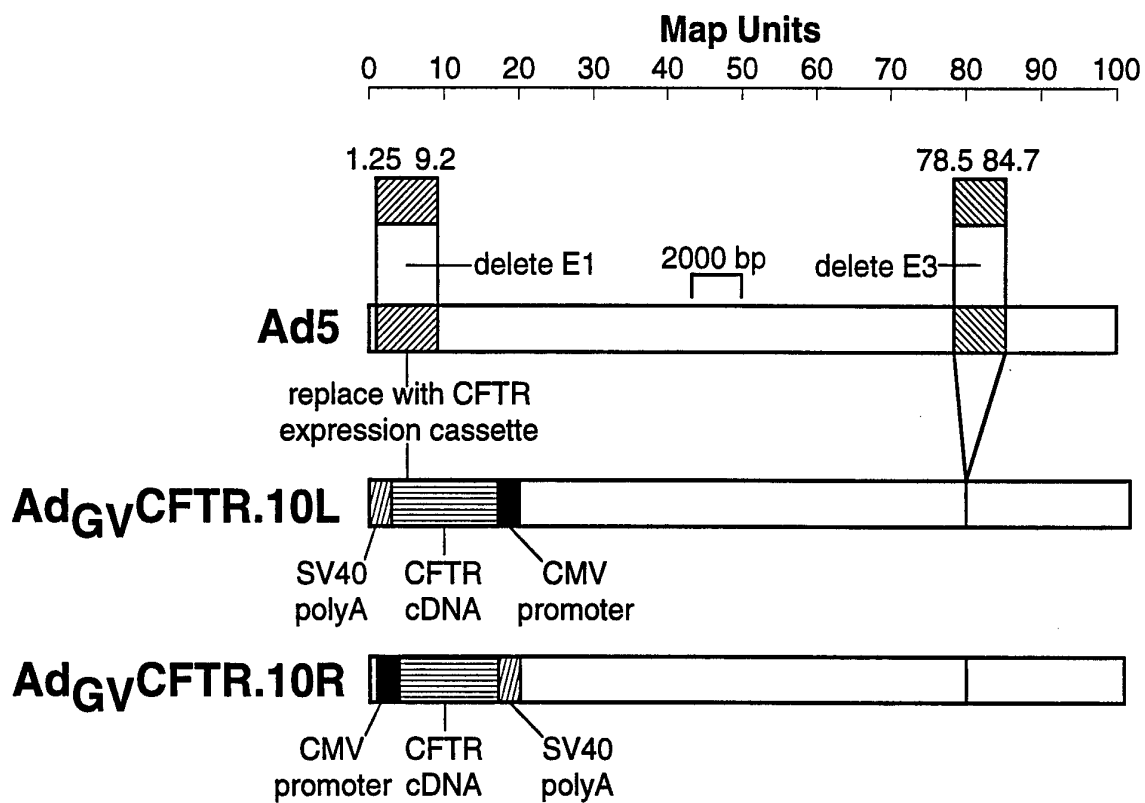 Map Units
0 10 20 30 40 50 60 70 80 90 100
1.25 9.2
78.5 84.7
delete E1
2000 bp
delete E3
Ad5
replace with CFTR
expression cassette
AdGVCFTR.10L
SV40
polyA
CFTR
cDNA
CMV
promoter
AdGVCFTR.10R
CMV
promoter
CFTR
cDNA
SV40
polyA